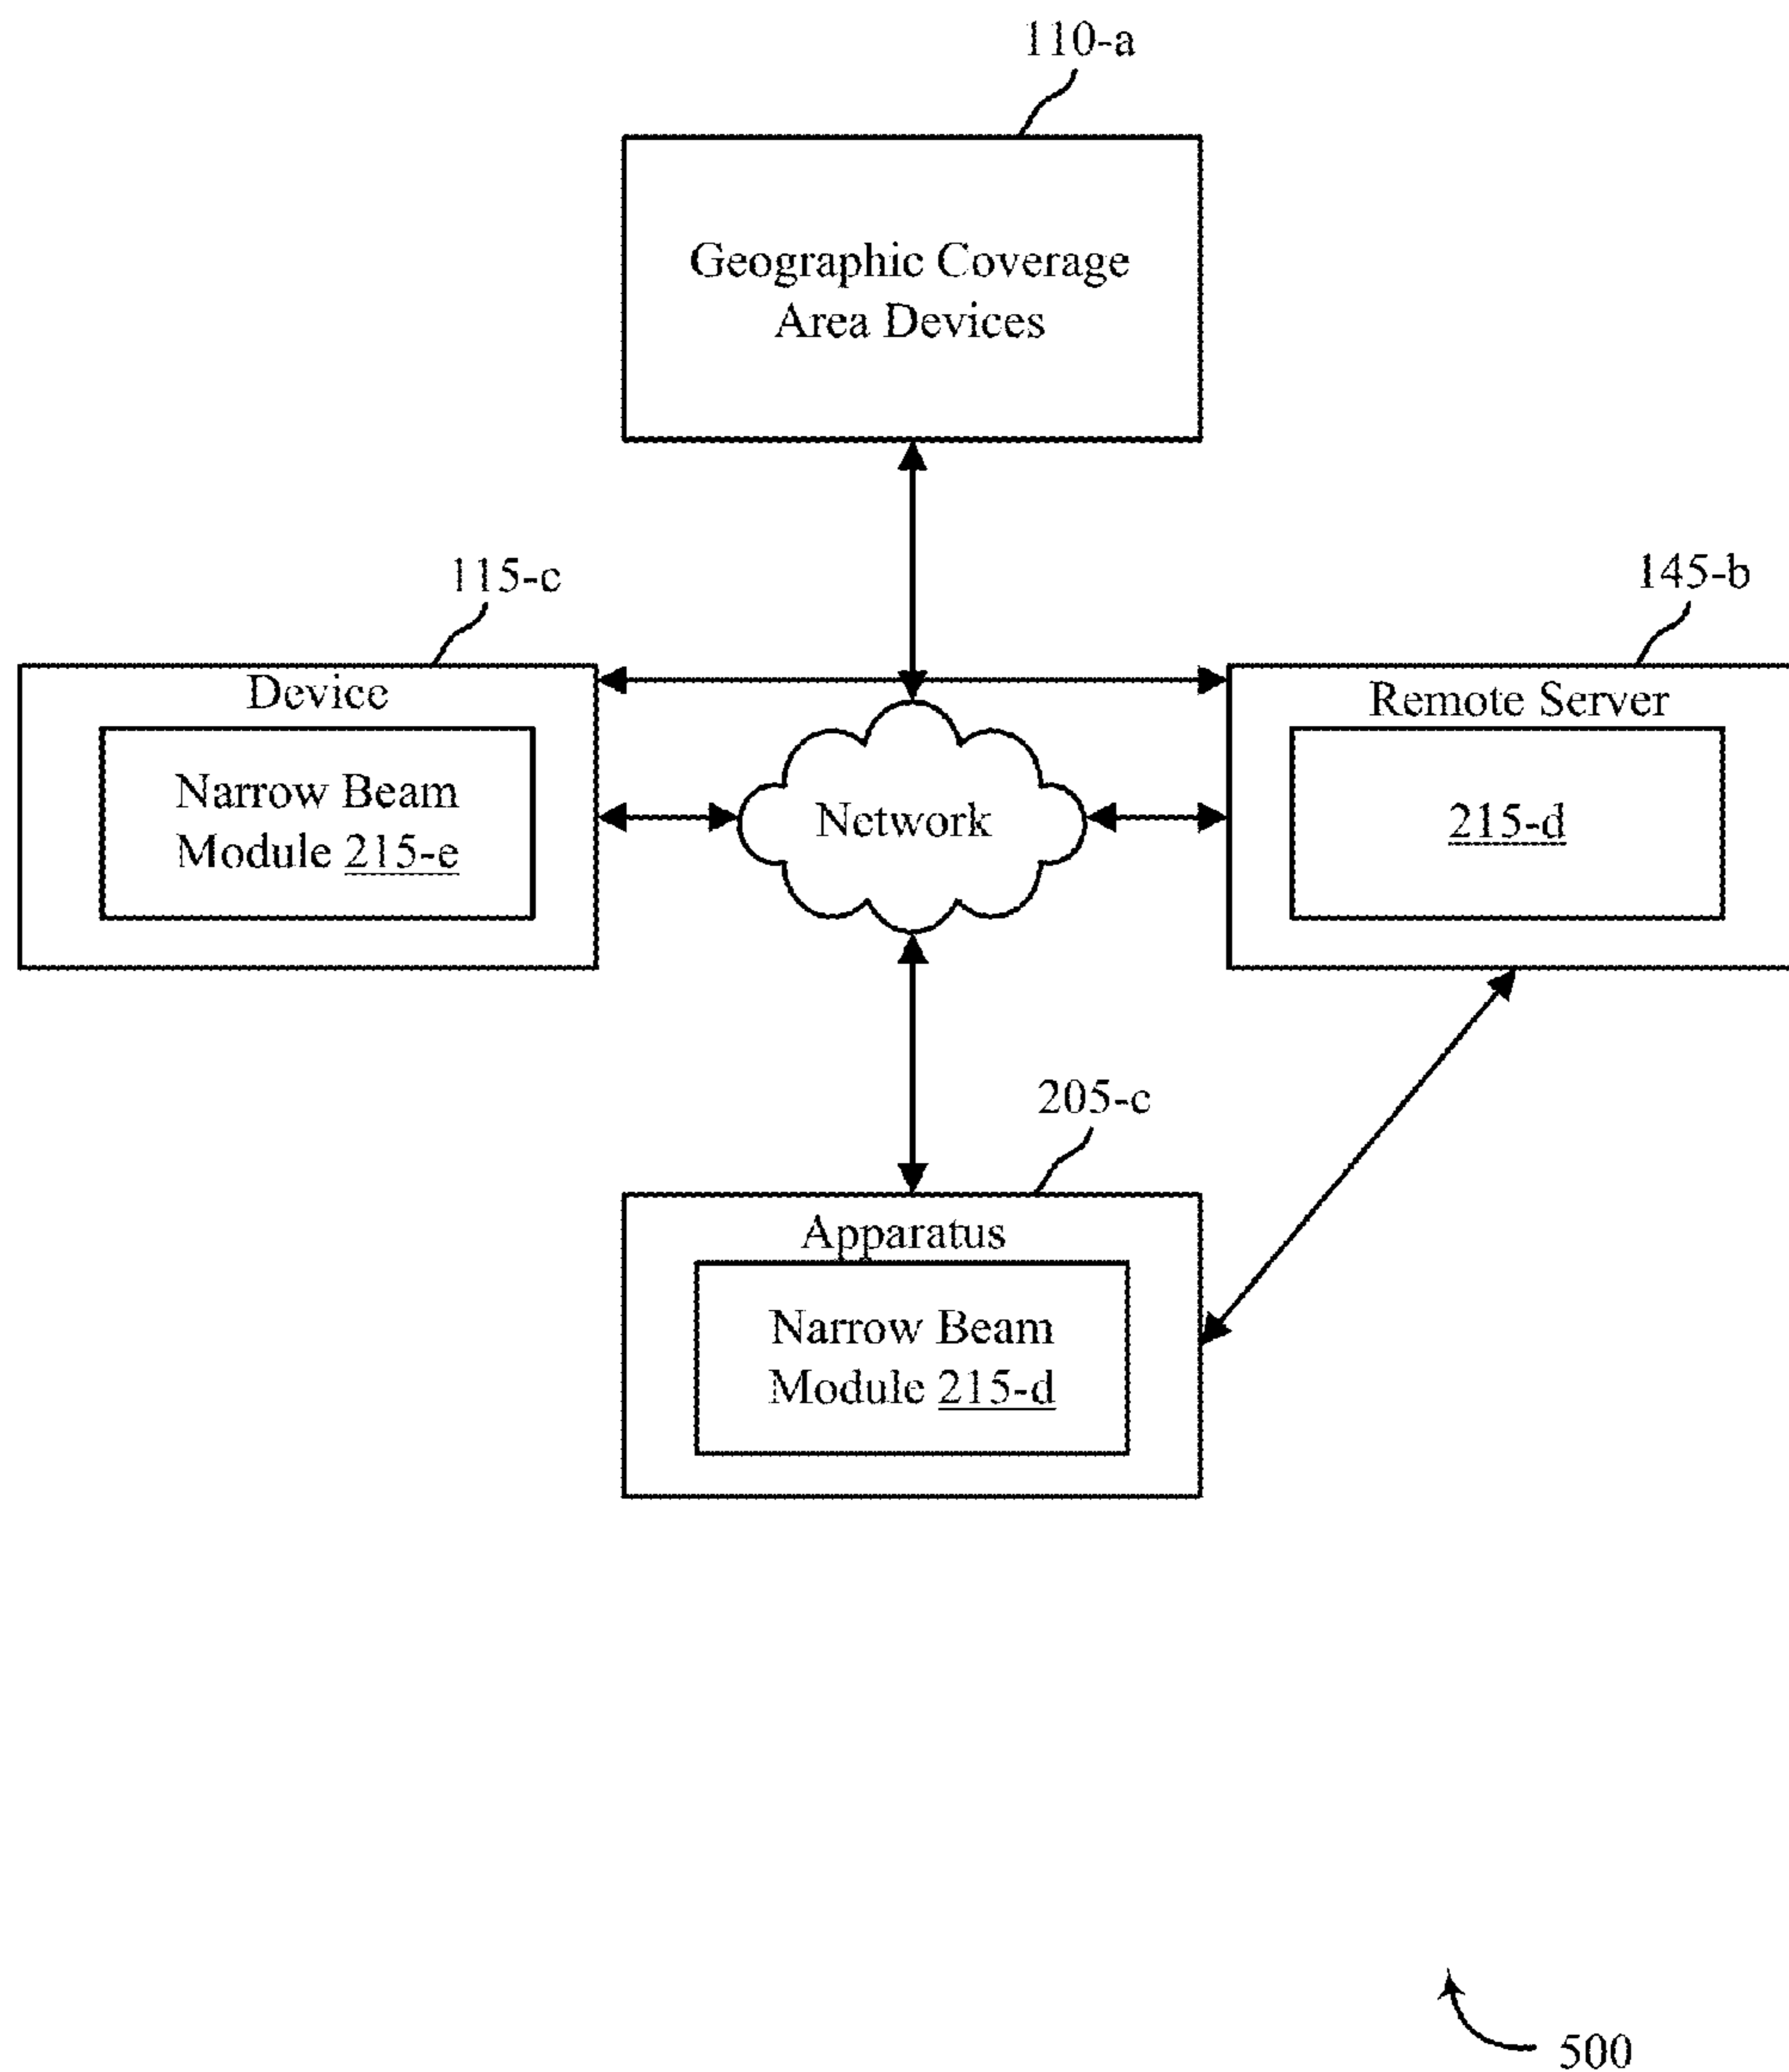 110-a
Geographic Coverage
Area Devices
115-c
145-b
Device
Remote Server
Narrow Beam
Module 215-e
Network
215-d
205-c
Apparatus
Narrow Beam
Module 215-d
500